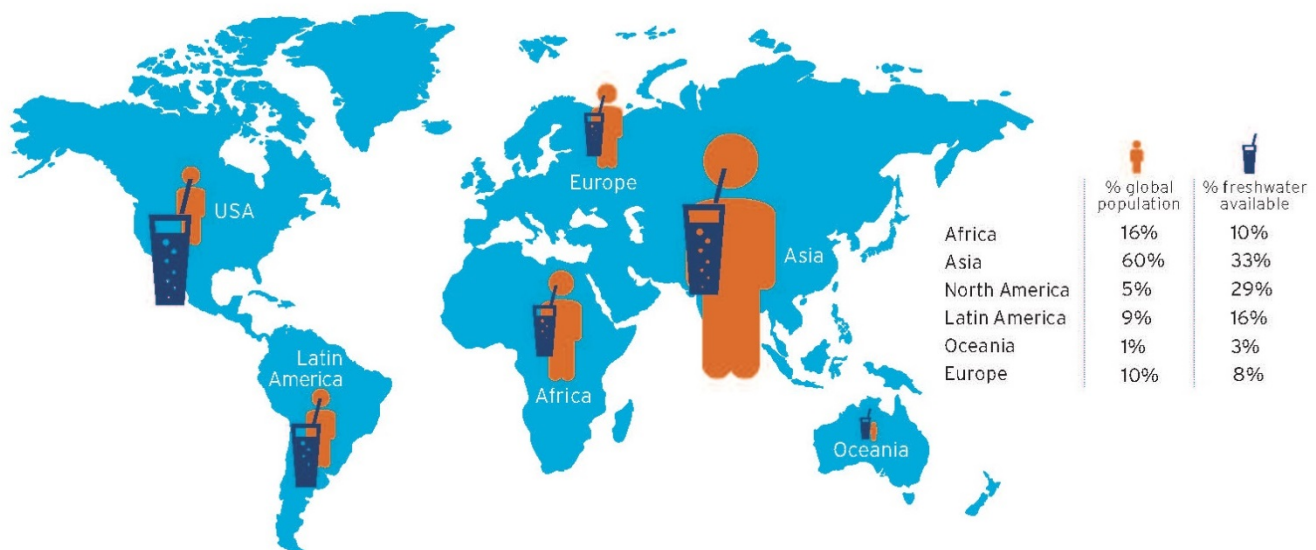 Europe
USA
Asia
Latin
America
Africa
Oceania
% global % freshwater
population available
Africa 16% 10%
Asia 60% 33%
North America 5% 29%
Latin America 9% 16%
Oceania 1% 3%
Europe 10% 8%